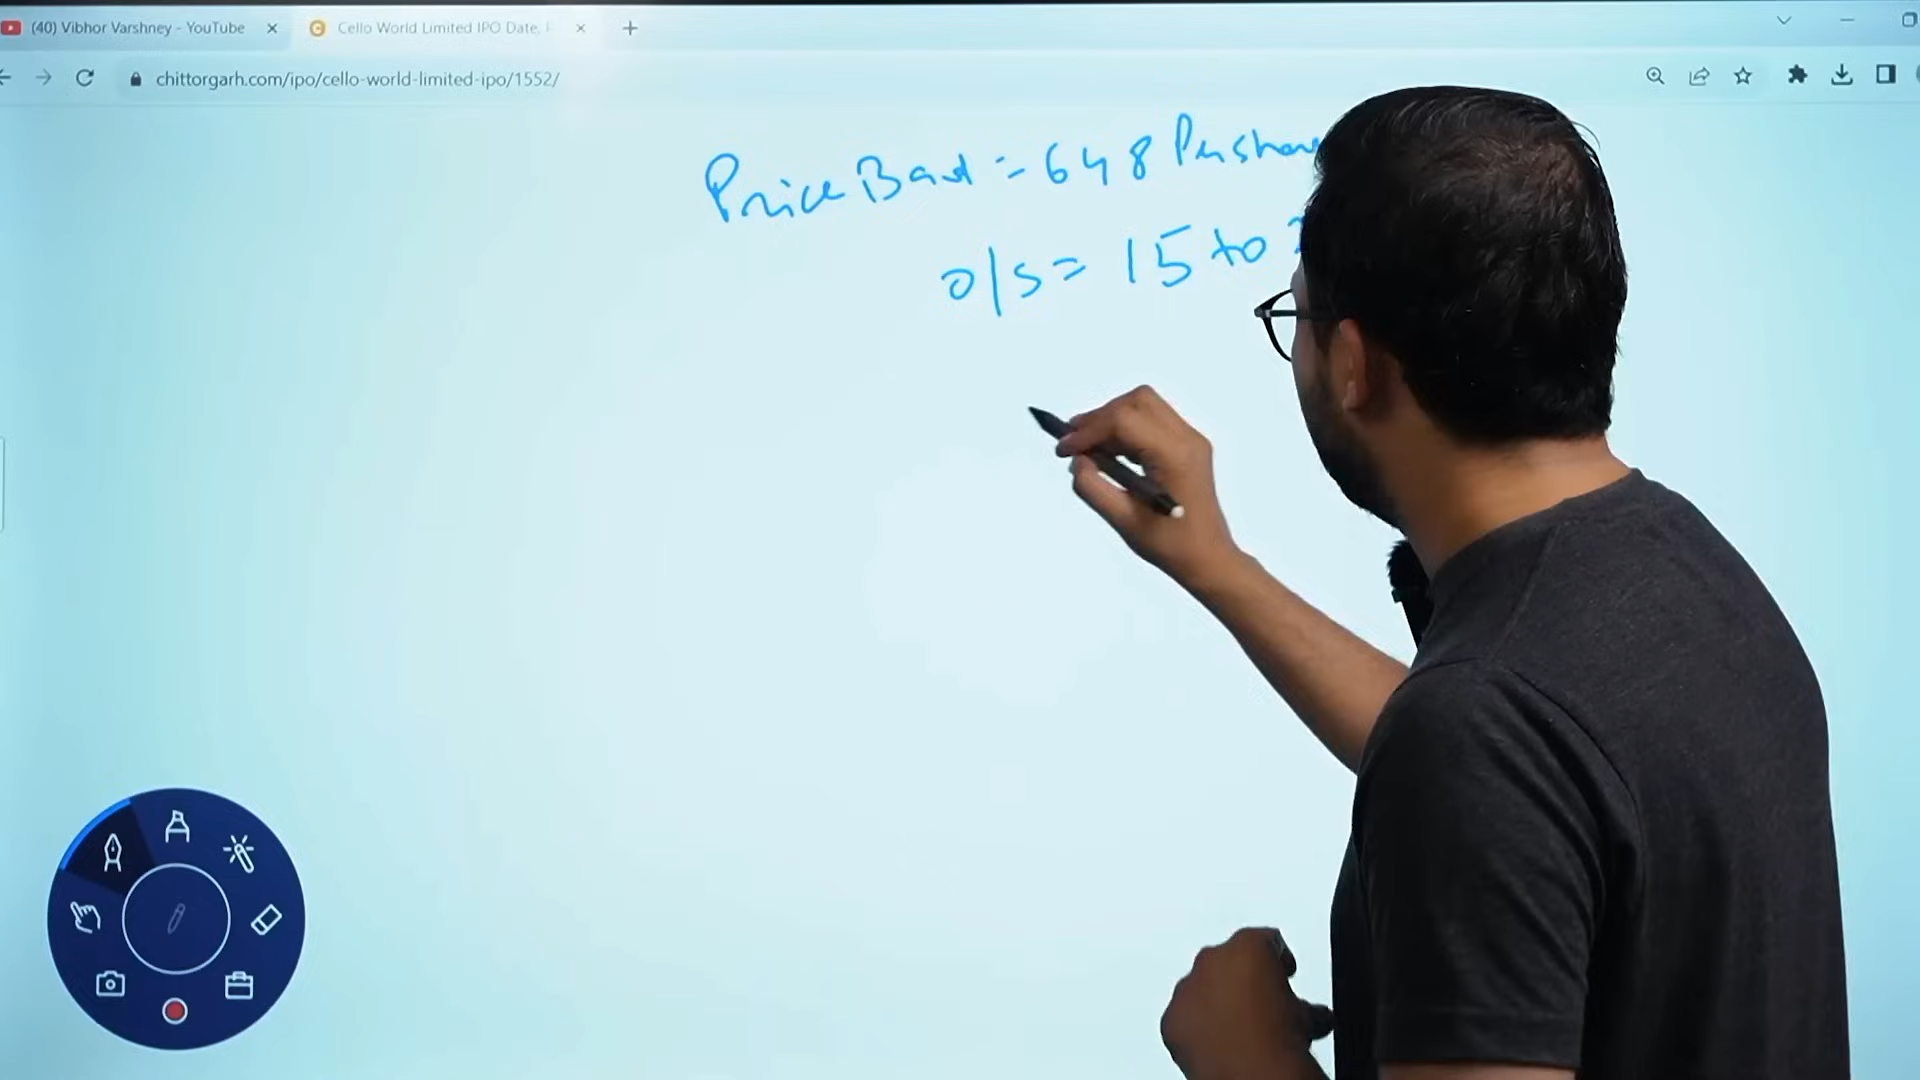 (40) Vibhor Varshney - YouTube
Cello World Limited IPO Date,
chittorgarh.com/ipo/cello-world-limited-ipo/1552/
Price Band = 648 Per share
o/s = 15 to